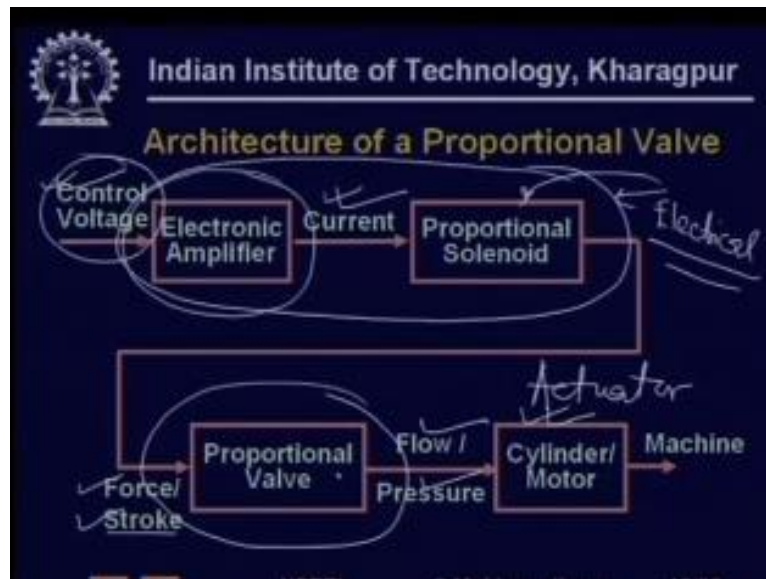 Indian Institute of Technology, Kharagpur
Architecture of a Proportional Valve
Control
Voltage
Electronic
Amplifier
Current
Proportional
Solenoid
Electrical
Actuator
Force/
Stroke
Proportional
Valve
Flow /
Pressure
Cylinder/
Motor
Machine